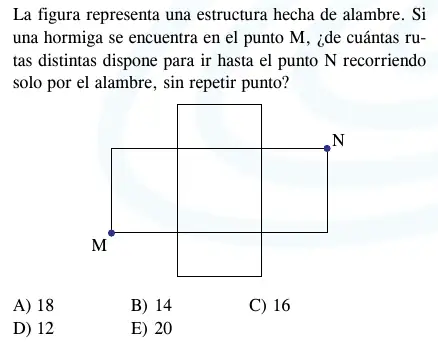 La figura representa una estructura hecha de alambre. Si
una hormiga se encuentra en el punto M, ¿de cuántas ru-
tas distintas dispone para ir hasta el punto N recorriendo
solo por el alambre, sin repetir punto?
N
M
A) 18 B) 14 C) 16
D) 12 E) 20